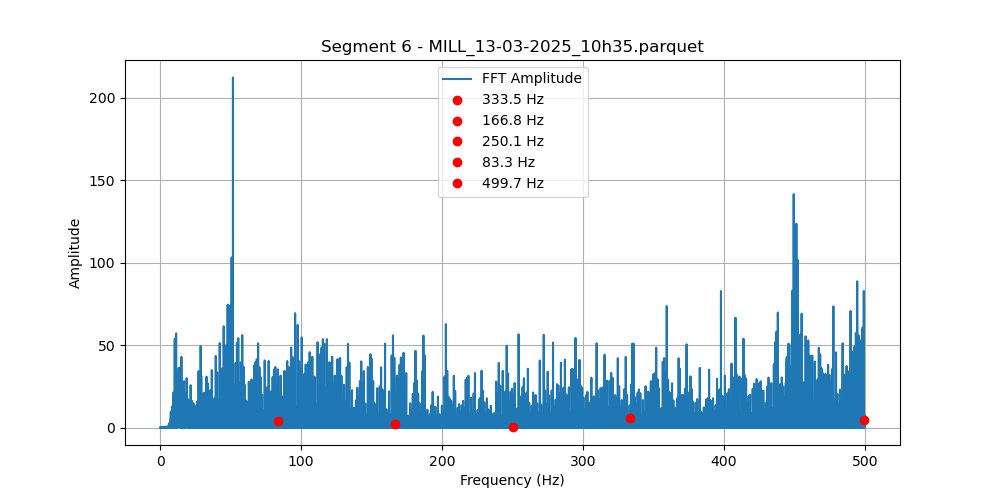 Segment 6 - MILL_13-03-2025_10h35.parquet
FFT Amplitude
333.5 Hz
166.8 Hz
250.1 Hz
83.3 Hz
499.7 Hz
Amplitude
200
150
100
50
0
0 100 200 300 400 500
Frequency (Hz)